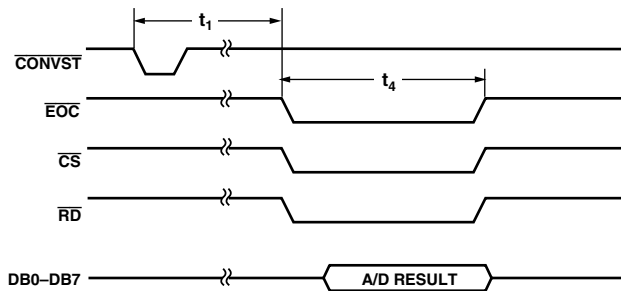 t1
CONVST
t4
EOC
CS
RD
DB0–DB7
A/D RESULT